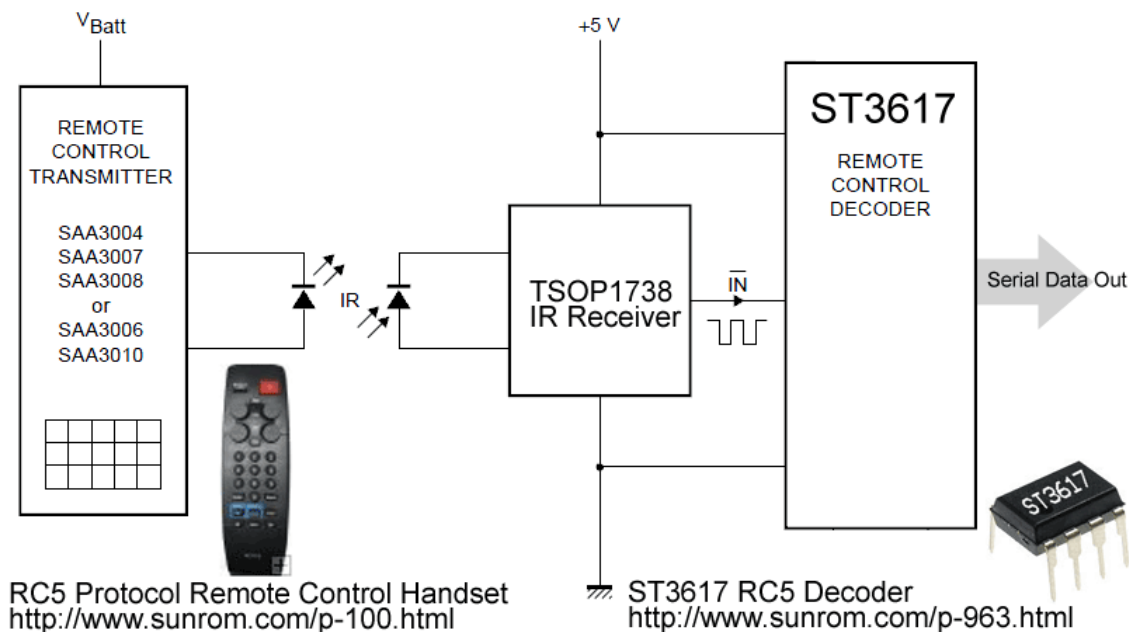 VBatt
REMOTE
CONTROL
TRANSMITTER
SAA3004
SAA3007
SAA3008
or
SAA3006
SAA3010
IR
+5 V
TSOP1738
IR Receiver
IN
ST3617
REMOTE
CONTROL
DECODER
Serial Data Out
ST3617
RC5 Protocol Remote Control Handset
http://www.sunrom.com/p-100.html
ST3617 RC5 Decoder
http://www.sunrom.com/p-963.html